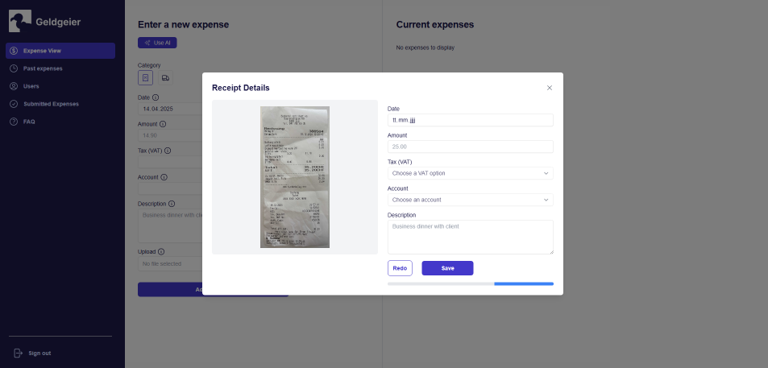 Geldgeier
Expense View
Past expenses
Users
Submitted Expenses
FAQ
Sign out
Enter a new expense
Use AI
Category
Date
14.04.2025
Amount
14.90
Tax (VAT)
Account
Description
Business dinner with
Upload
No file selected
Current expenses
No expenses to display
Receipt Details
Date
tt.mm.jjjj
Amount
25.00
Tax (VAT)
Choose a VAT option
Account
Choose an account
Description
Business dinner with client
Redo
Save